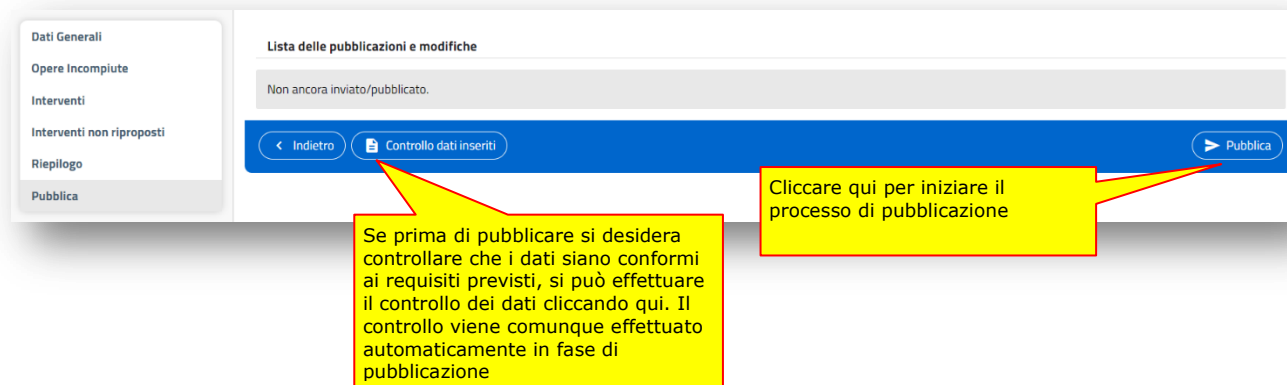 Dati Generali
Opere Incompiute
Interventi
Interventi non riproposti
Riepilogo
Pubblica
Lista delle pubblicazioni e modifiche
Non ancora inviato/pubblicato.
Indietro
Controllo dati inseriti
Pubblica
Se prima di pubblicare si desidera
controllare che i dati siano conformi
ai requisiti previsti, si può effettuare
il controllo dei dati cliccando qui. Il
controllo viene comunque effettuato
automaticamente in fase di
pubblicazione
Cliccare qui per iniziare il
processo di pubblicazione